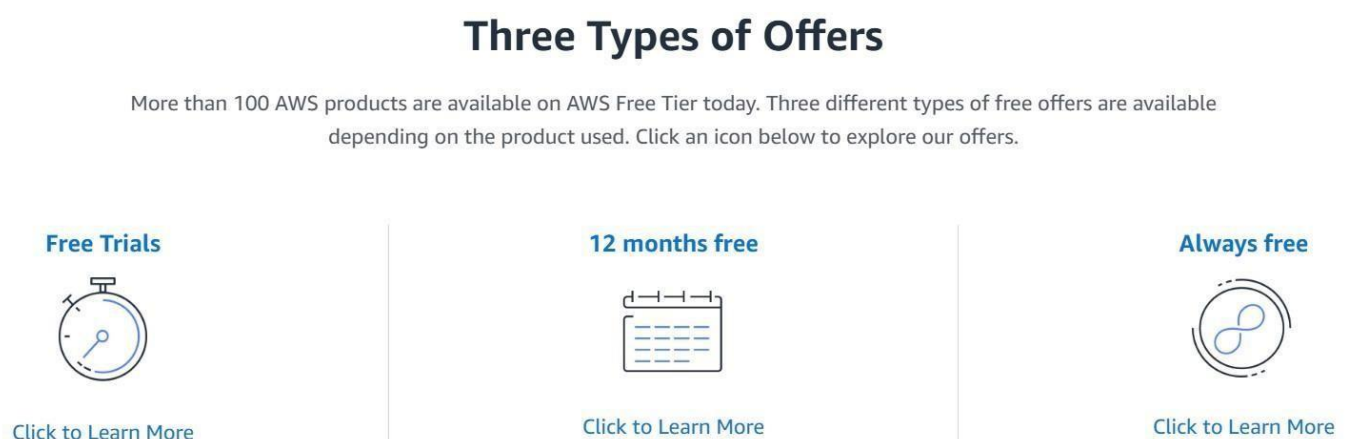 Three Types of Offers
More than 100 AWS products are available on AWS Free Tier today. Three different types of free offers are available
depending on the product used. Click an icon below to explore our offers.
Free Trials
12 months free
Always free
Click to Learn More
Click to Learn More
Click to Learn More